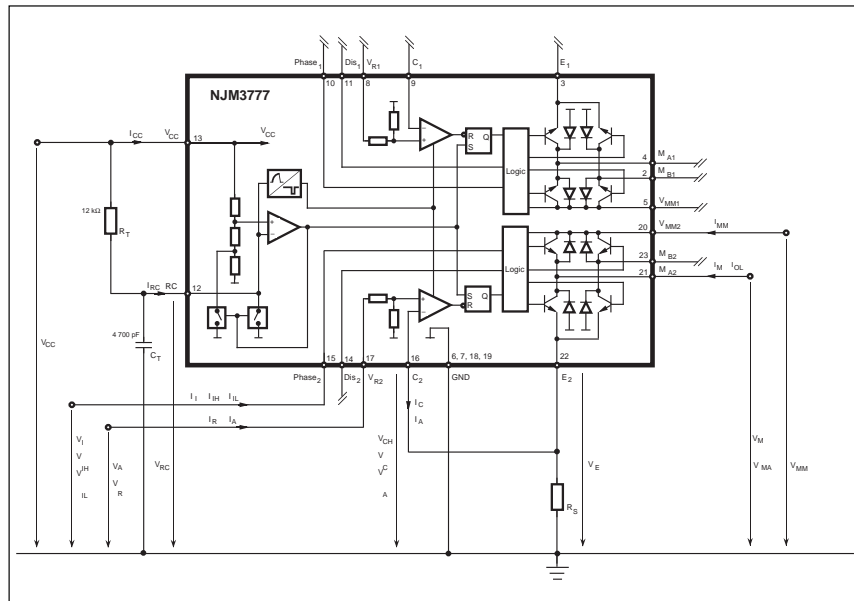 Phase1 Dis1 VR1 C1 E1
10 11 8 9 3
NJM3777
ICC VCC 13 VCC
R Q
S
4 MA1
2 MB1
Logic
5 VMM1
12 kΩ
RT
20 VMM2 IMM
23 MB2
21 MA2 IM IOL
Logic
IRC RC 12
S Q
R
4 700 pF
CT
15 14 17 16 6, 7, 18, 19 22
Phase2 Dis2 VR2 C2 GND E2
VCC
II IIH IIL
IR IA
IC
IA
VI
V
VIH
IL
VA
V
R
VRC
VCH
V
VC
A
VE
RS
VM
VMA
VMM
+
−
+
−
+
−